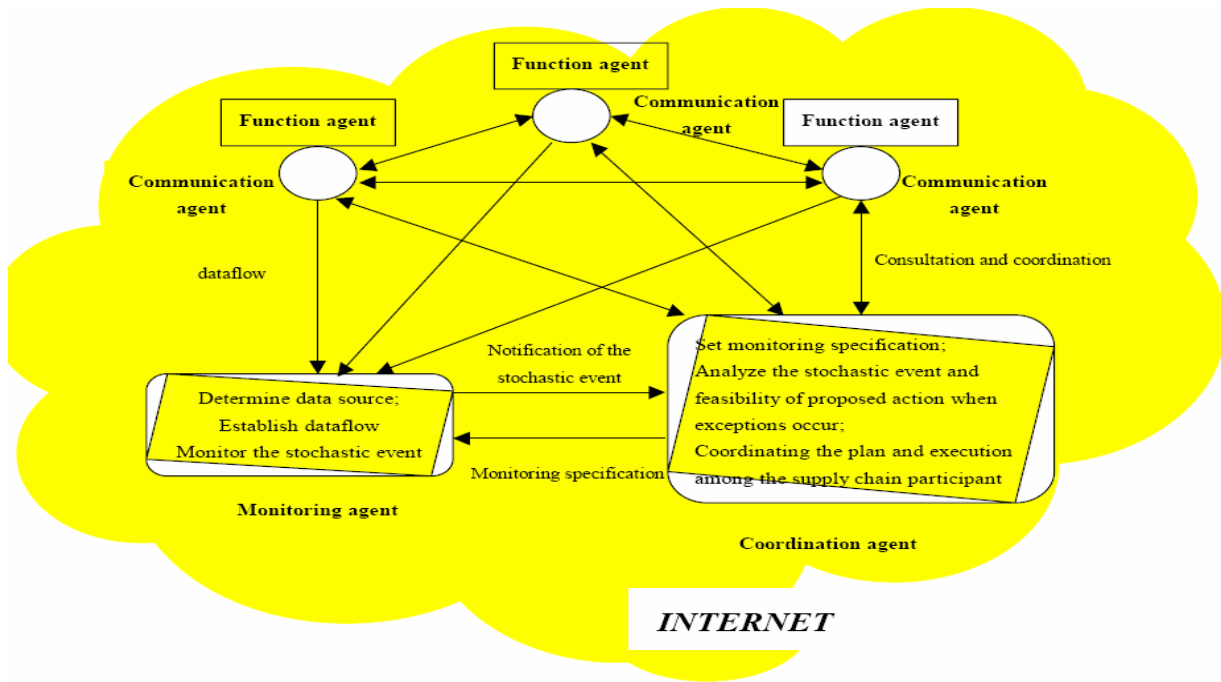 Function agent
Function agent
Communication
agent
Function agent
Communication
agent
Communication
agent
dataflow
Consultation and coordination
Notification of the
stochastic event
Set monitoring specification;
Analyze the stochastic event and
feasibility of proposed action when
exceptions occur;
Coordinating the plan and execution
among the supply chain participant
Determine data source;
Establish dataflow
Monitor the stochastic event
Monitoring specification
Monitoring agent
Coordination agent
INTERNET